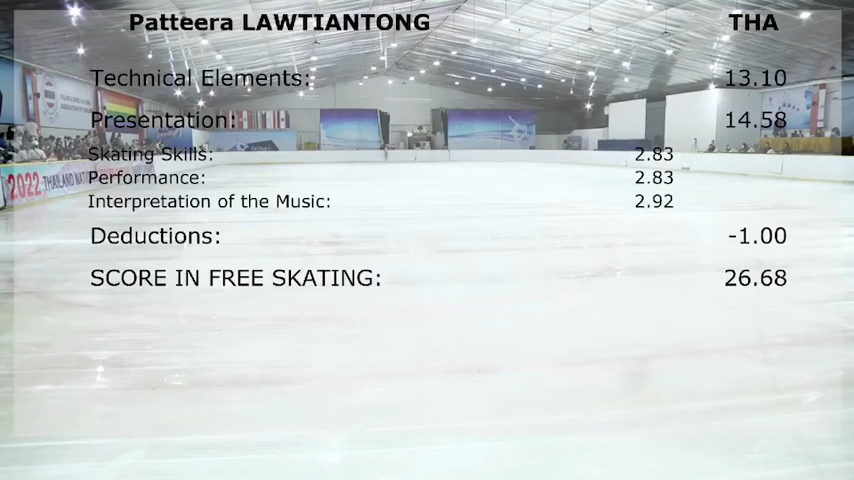 Patteera LAWTIANTONG THA
Technical Elements: 13.10
Presentation: 14.58
Skating Skills: 2.83
Performance: 2.83
Interpretation of the Music: 2.92
Deductions: -1.00
SCORE IN FREE SKATING: 26.68
2022 THAILAND